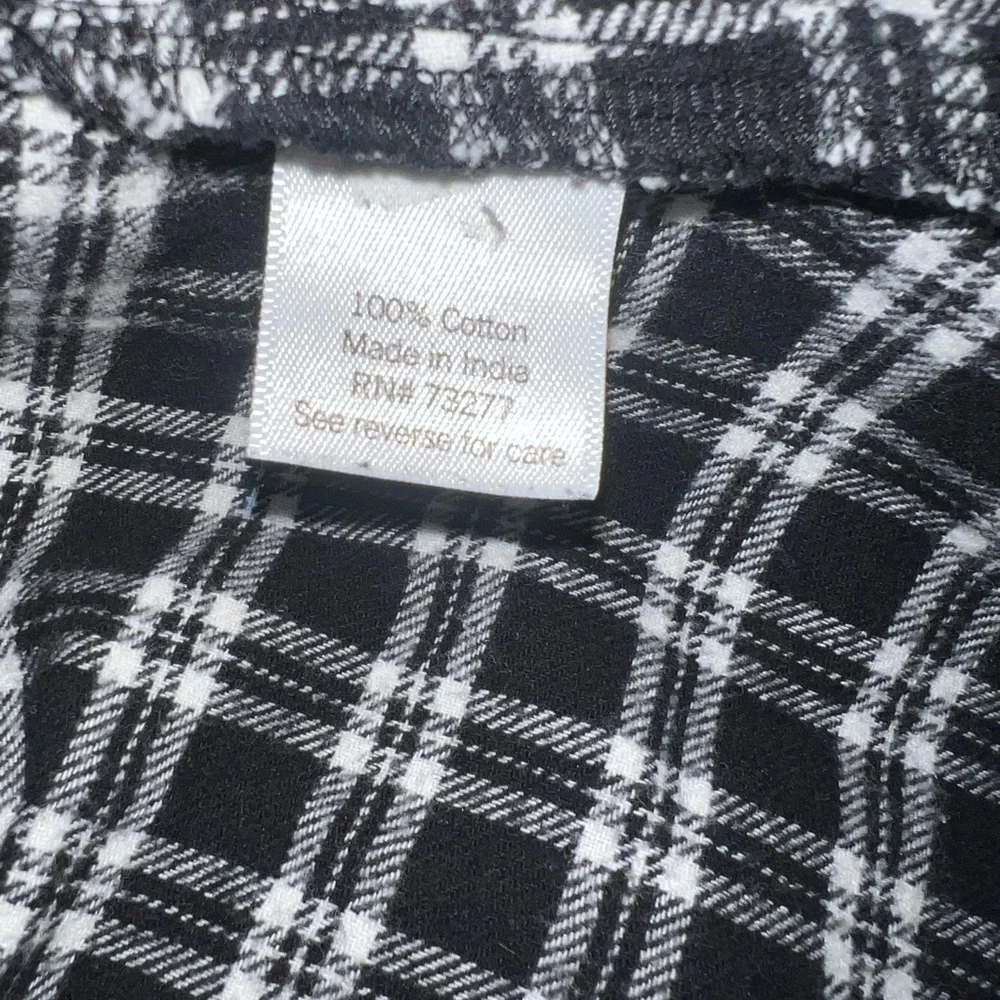 100% Cotton
Made in India
RN# 73277
See reverse for care